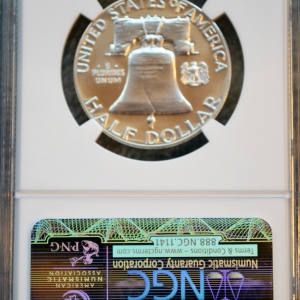 UNITED STATES OF AMERICA
E
PLURIBUS
UNUM
HALF DOLLAR
NGC
Numismatic Guaranty Corporation
Terms & Conditions – www.ngcterms.com
888.NGC.1141
PNG
AMERICAN
NUMISMATIC
ASSOCIATION